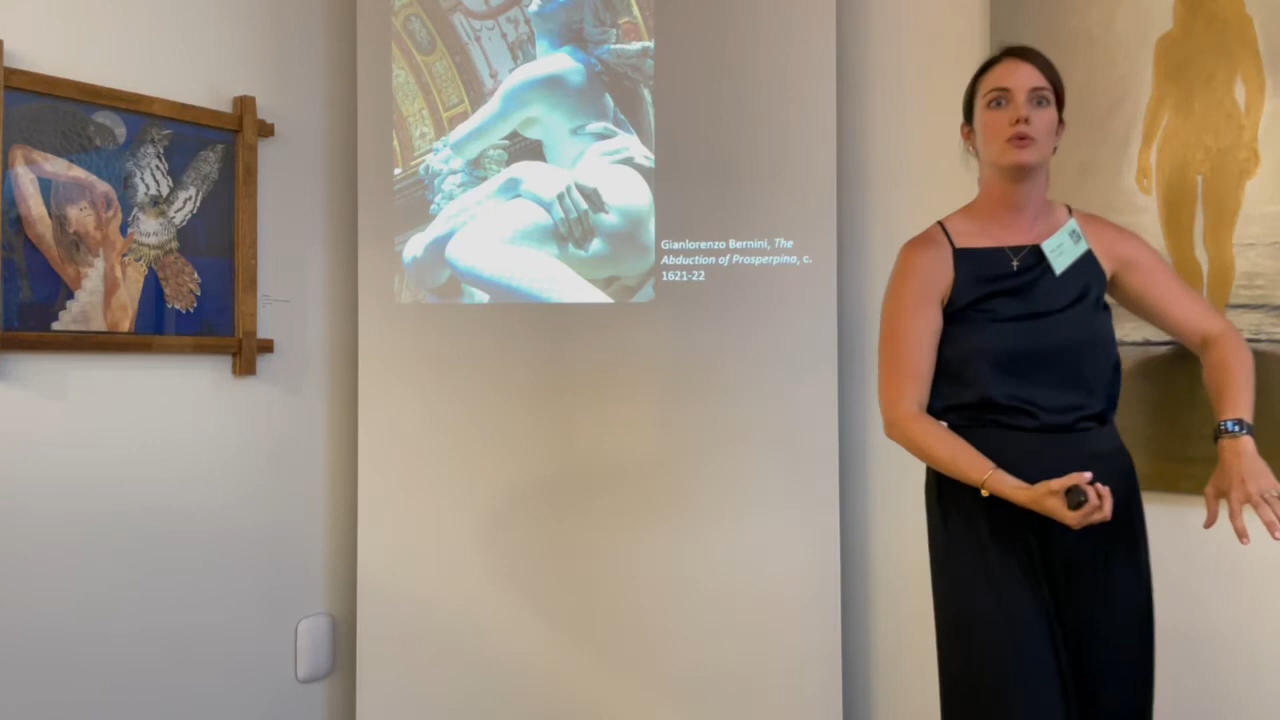 Gianlorenzo Bernini, The
Abduction of Prosperpina, c.
1621-22